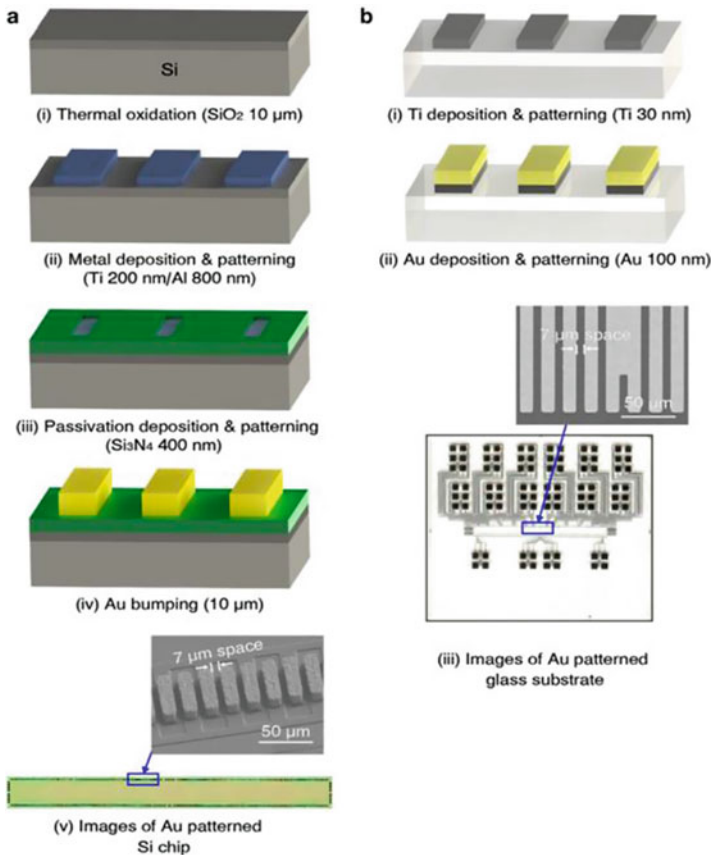 a
Si
(i) Thermal oxidation (SiO₂ 10 μm)
(ii) Metal deposition & patterning
(Ti 200 nm/Al 800 nm)
(iii) Passivation deposition & patterning
(Si₃N₄ 400 nm)
(iv) Au bumping (10 μm)
7 μm space
50 μm
(v) Images of Au patterned
Si chip
b
(i) Ti deposition & patterning (Ti 30 nm)
(ii) Au deposition & patterning (Au 100 nm)
7 μm space
50 μm
(iii) Images of Au patterned
glass substrate